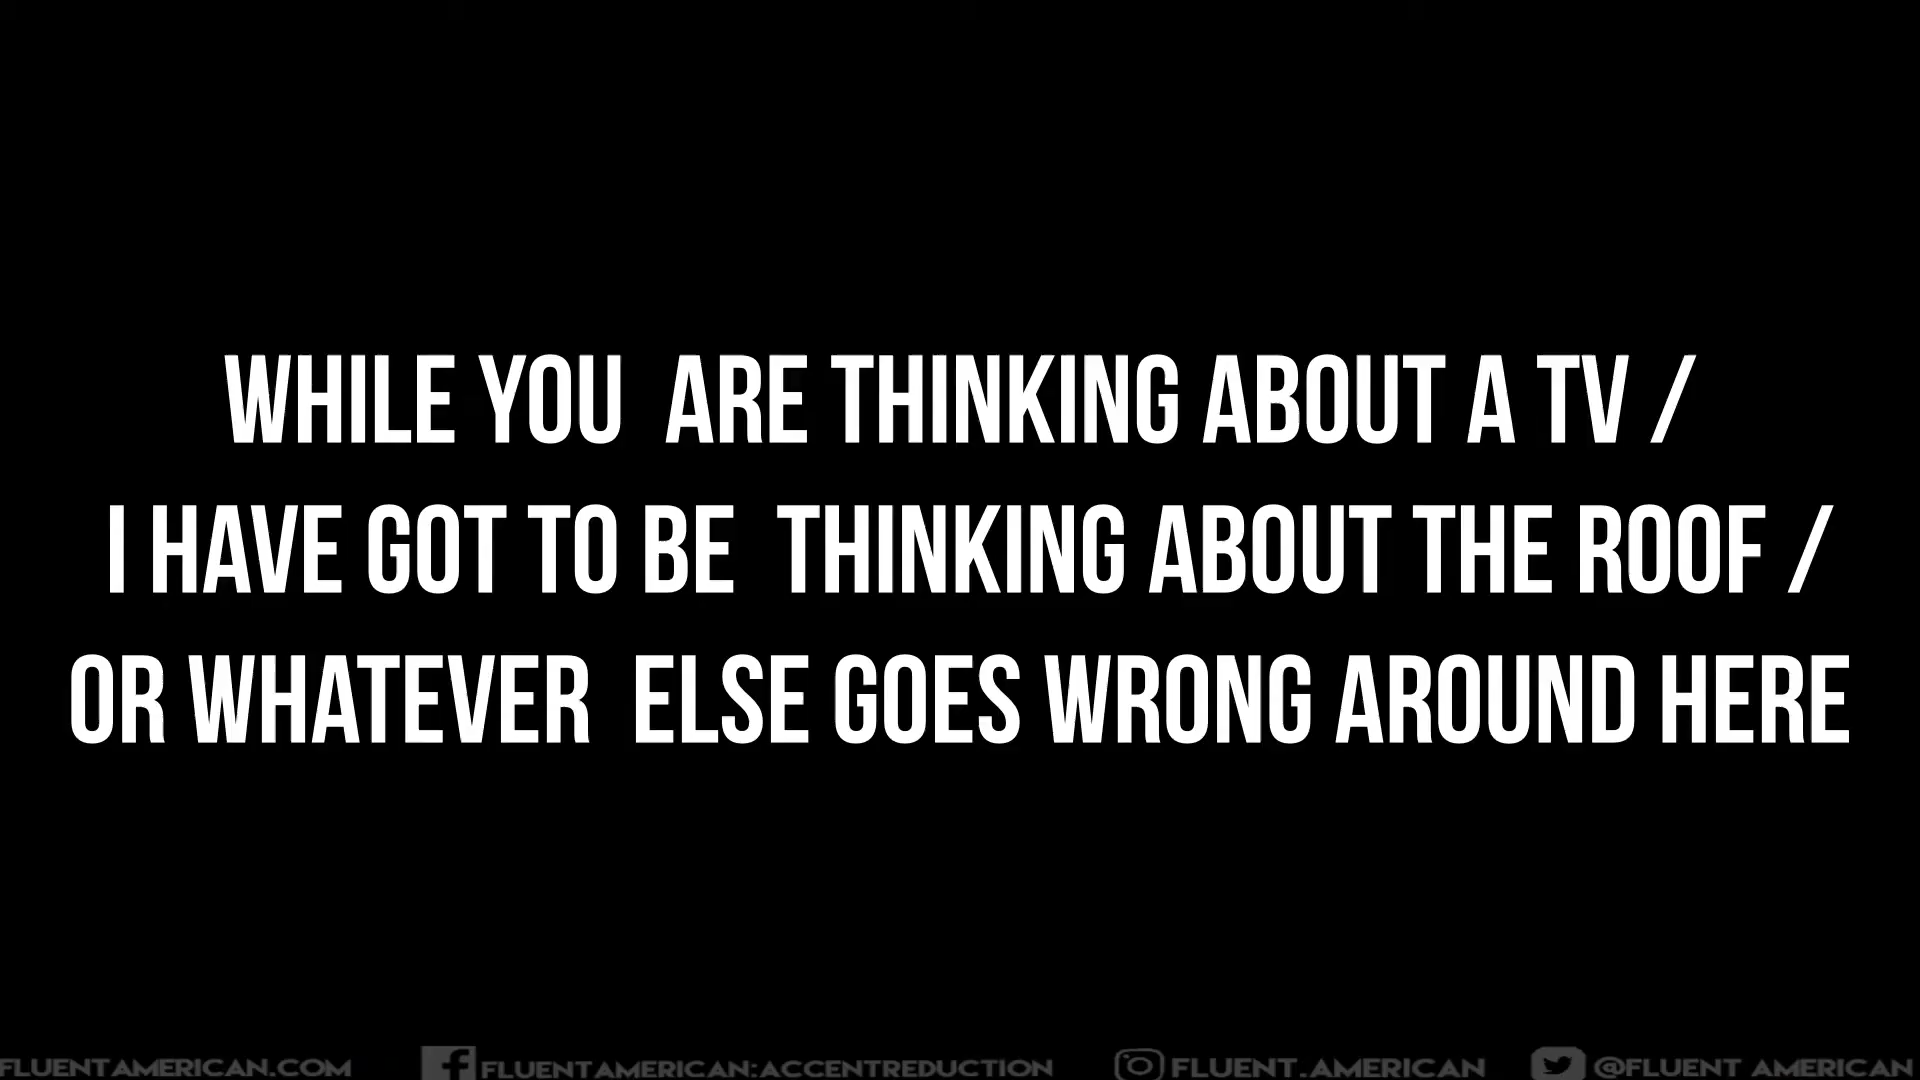 WHILE YOU  ARE THINKING ABOUT A TV /
I HAVE GOT TO BE  THINKING ABOUT THE ROOF /
OR WHATEVER  ELSE GOES WRONG AROUND HERE
FLUENTAMERICAN.COM FLUENTAMERICAN:ACCENTREDUCTION FLUENT.AMERICAN @FLUENT AMERICAN